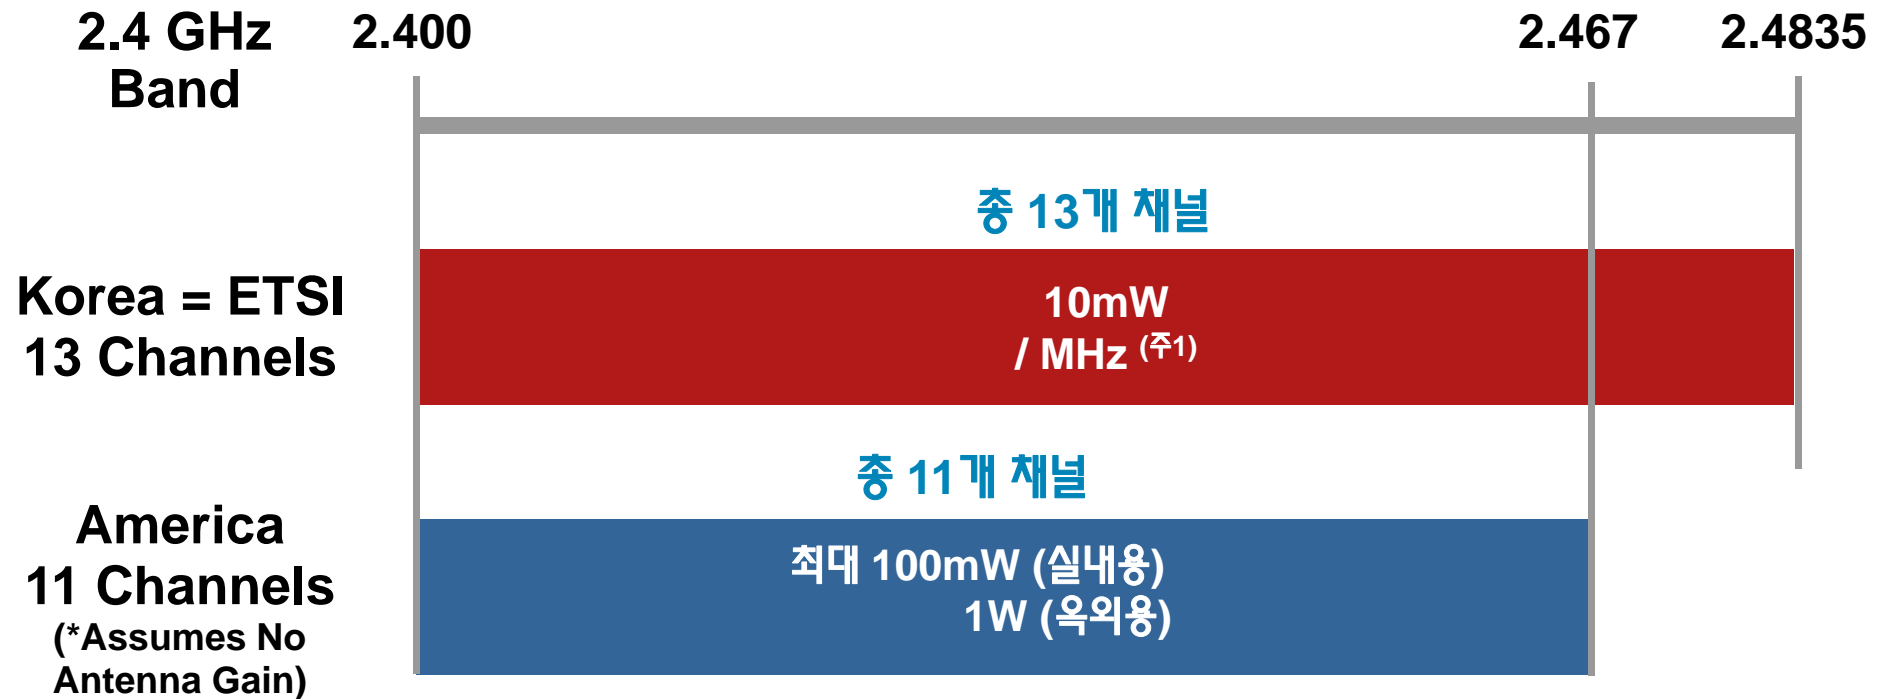 2.4 GHz
Band
2.400
2.467
2.4835
총 13개 채널
Korea = ETSI
13 Channels
10mW
/ MHz (주1)
총 11개 채널
America
11 Channels
(*Assumes No
Antenna Gain)
최대 100mW (실내용)
1W (옥외용)